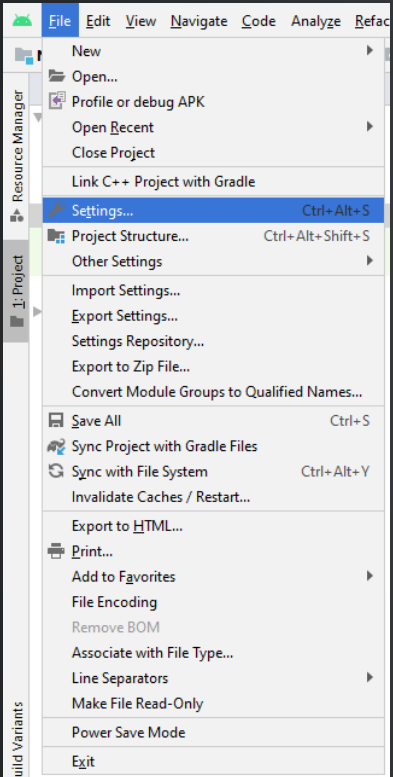 File Edit View Navigate Code Analyze Refac
New
Open...
Profile or debug APK
Open Recent
Close Project
Link C++ Project with Gradle
Settings... Ctrl+Alt+S
Project Structure... Ctrl+Alt+Shift+S
Other Settings
Import Settings...
Export Settings...
Settings Repository...
Export to Zip File...
Convert Module Groups to Qualified Names...
Save All Ctrl+S
Sync Project with Gradle Files
Sync with File System Ctrl+Alt+Y
Invalidate Caches / Restart...
Export to HTML...
Print...
Add to Favorites
File Encoding
Remove BOM
Associate with File Type...
Line Separators
Make File Read-Only
Power Save Mode
Exit
Resource Manager
1: Project
uild Variants